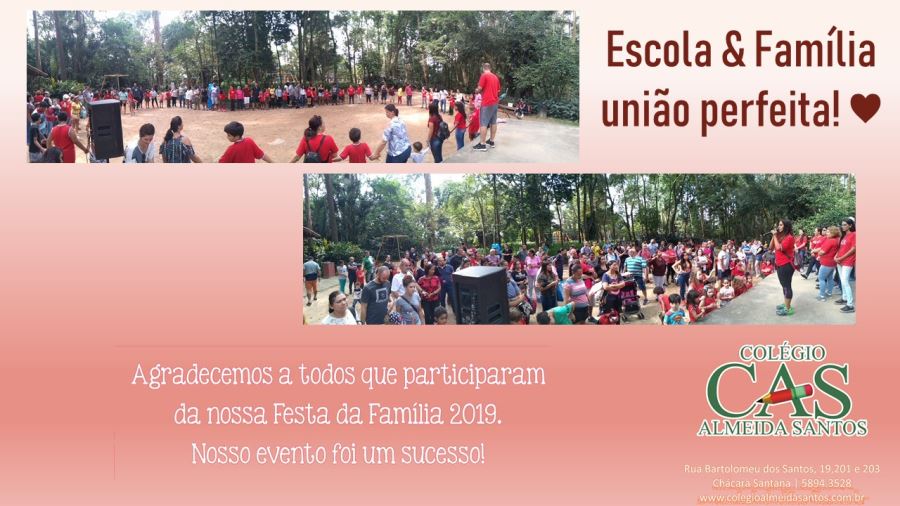 Escola & Família
união perfeita! ♥
Agradecemos a todos que participaram
da nossa Festa da Família 2019.
Nosso evento foi um sucesso!
COLÉGIO
CAS
ALMEIDA SANTOS
Rua Bartolomeu dos Santos, 19,201 e 203
Chácara Santana | 5894.3528
www.colegioalmeidasantos.com.br